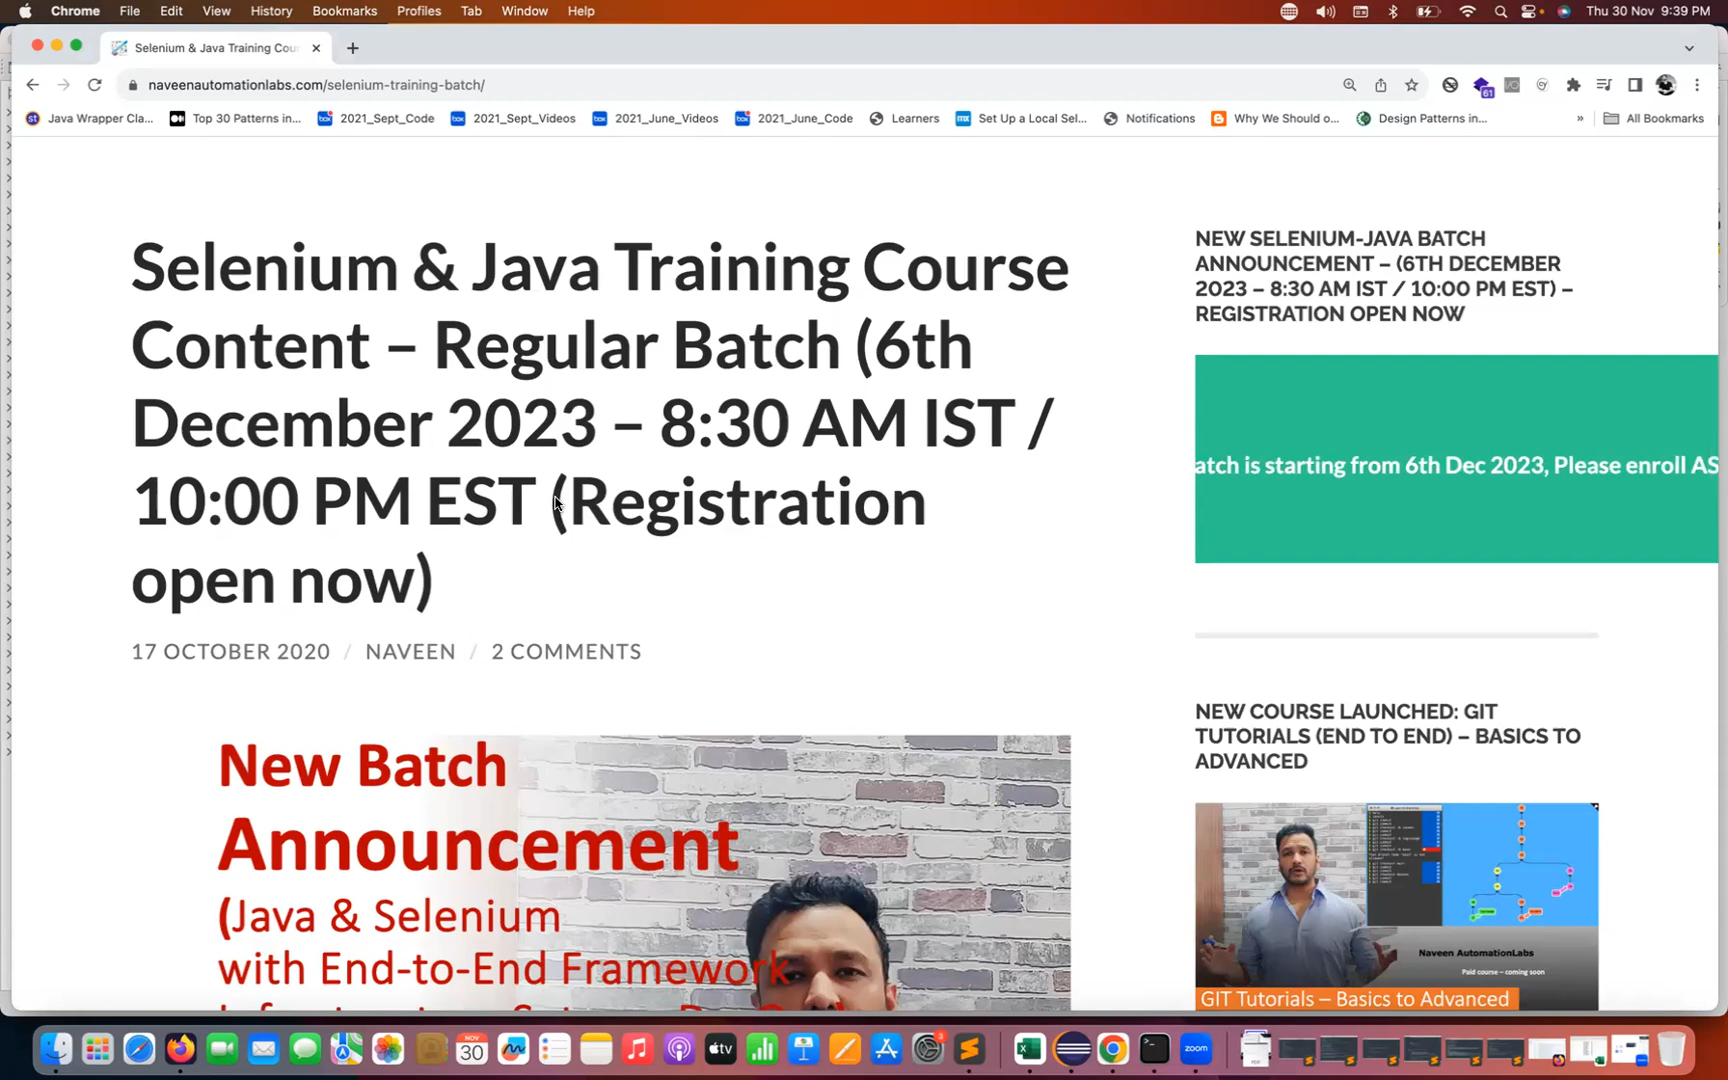 Chrome File Edit View History Bookmarks Profiles Tab Window Help Thu 30 Nov 9:39 PM
Selenium & Java Training Cou
naveenautomationlabs.com/selenium-training-batch/
61
Java Wrapper Cla... Top 30 Patterns in... 2021_Sept_Code 2021_Sept_Videos 2021_June_Videos 2021_June_Code Learners Set Up a Local Sel... Notifications Why We Should o... Design Patterns in... » All Bookmarks
Selenium & Java Training Course
Content – Regular Batch (6th
December 2023 – 8:30 AM IST /
10:00 PM EST (Registration
open now)
17 OCTOBER 2020 / NAVEEN / 2 COMMENTS
New Batch
Announcement
(Java & Selenium
with End-to-End Framework
NEW SELENIUM-JAVA BATCH
ANNOUNCEMENT – (6TH DECEMBER
2023 – 8:30 AM IST / 10:00 PM EST) –
REGISTRATION OPEN NOW
atch is starting from 6th Dec 2023, Please enroll AS
NEW COURSE LAUNCHED: GIT
TUTORIALS (END TO END) – BASICS TO
ADVANCED
Naveen AutomationLabs
Paid course – coming soon
GIT Tutorials – Basics to Advanced
NOV
30
tv
3
zoom